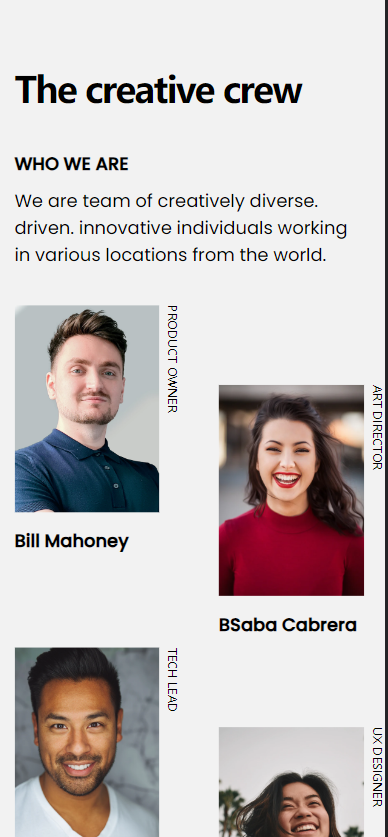 The creative crew
WHO WE ARE
We are team of creatively diverse.
driven. innovative individuals working
in various locations from the world.
PRODUCT OWNER
Bill Mahoney
ART DIRECTOR
BSaba Cabrera
TECH LEAD
UX DESIGNER